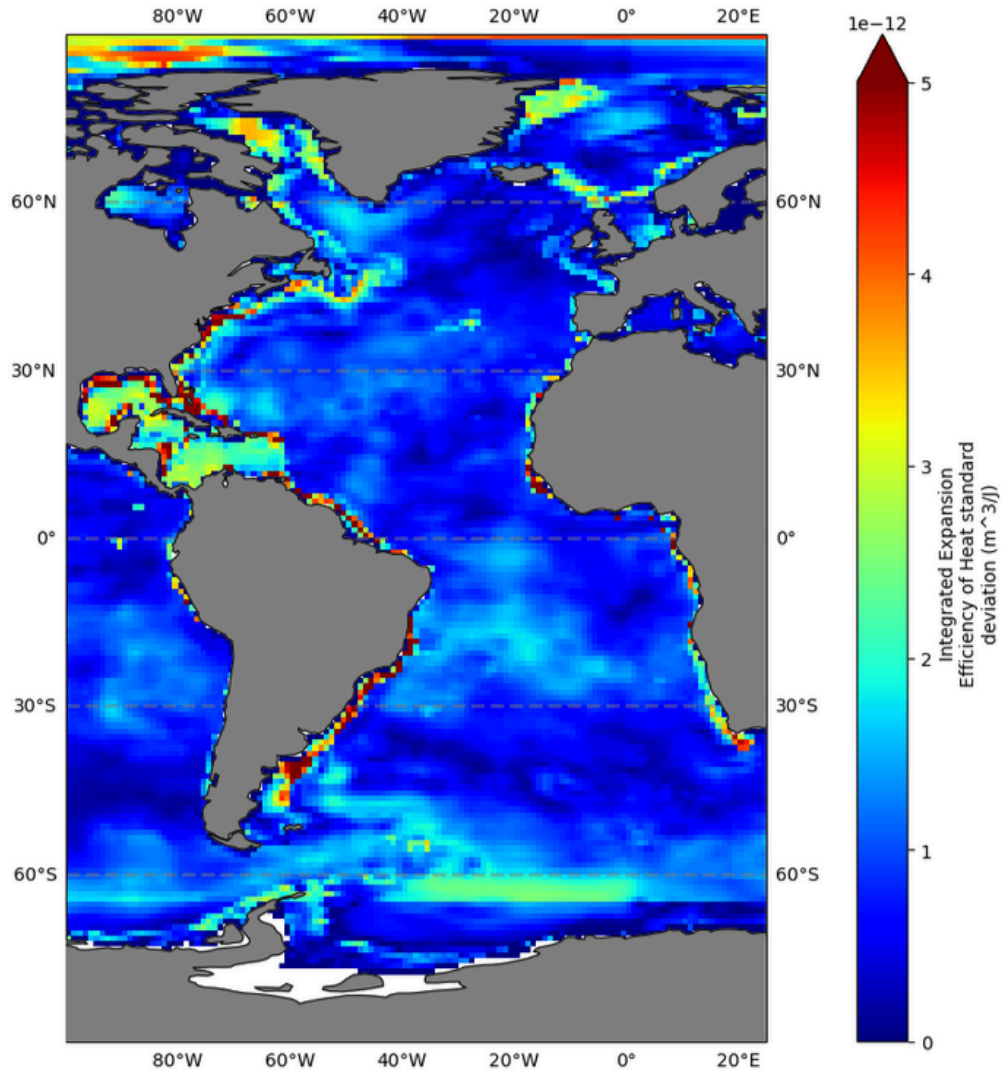 80°W 60°W 40°W 20°W 0° 20°E
1e−12
60°N 60°N
30°N 30°N
0° 0°
30°S 30°S
60°S 60°S
80°W 60°W 40°W 20°W 0° 20°E
5
4
3
2
1
0
Integrated Expansion
Efficiency of Heat standard
deviation (m^3/J)